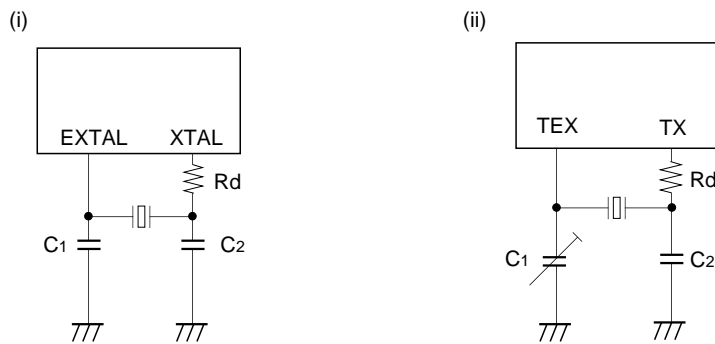 (i)
EXTAL XTAL
Rd
C1 C2
(ii)
TEX TX
Rd
C1 C2